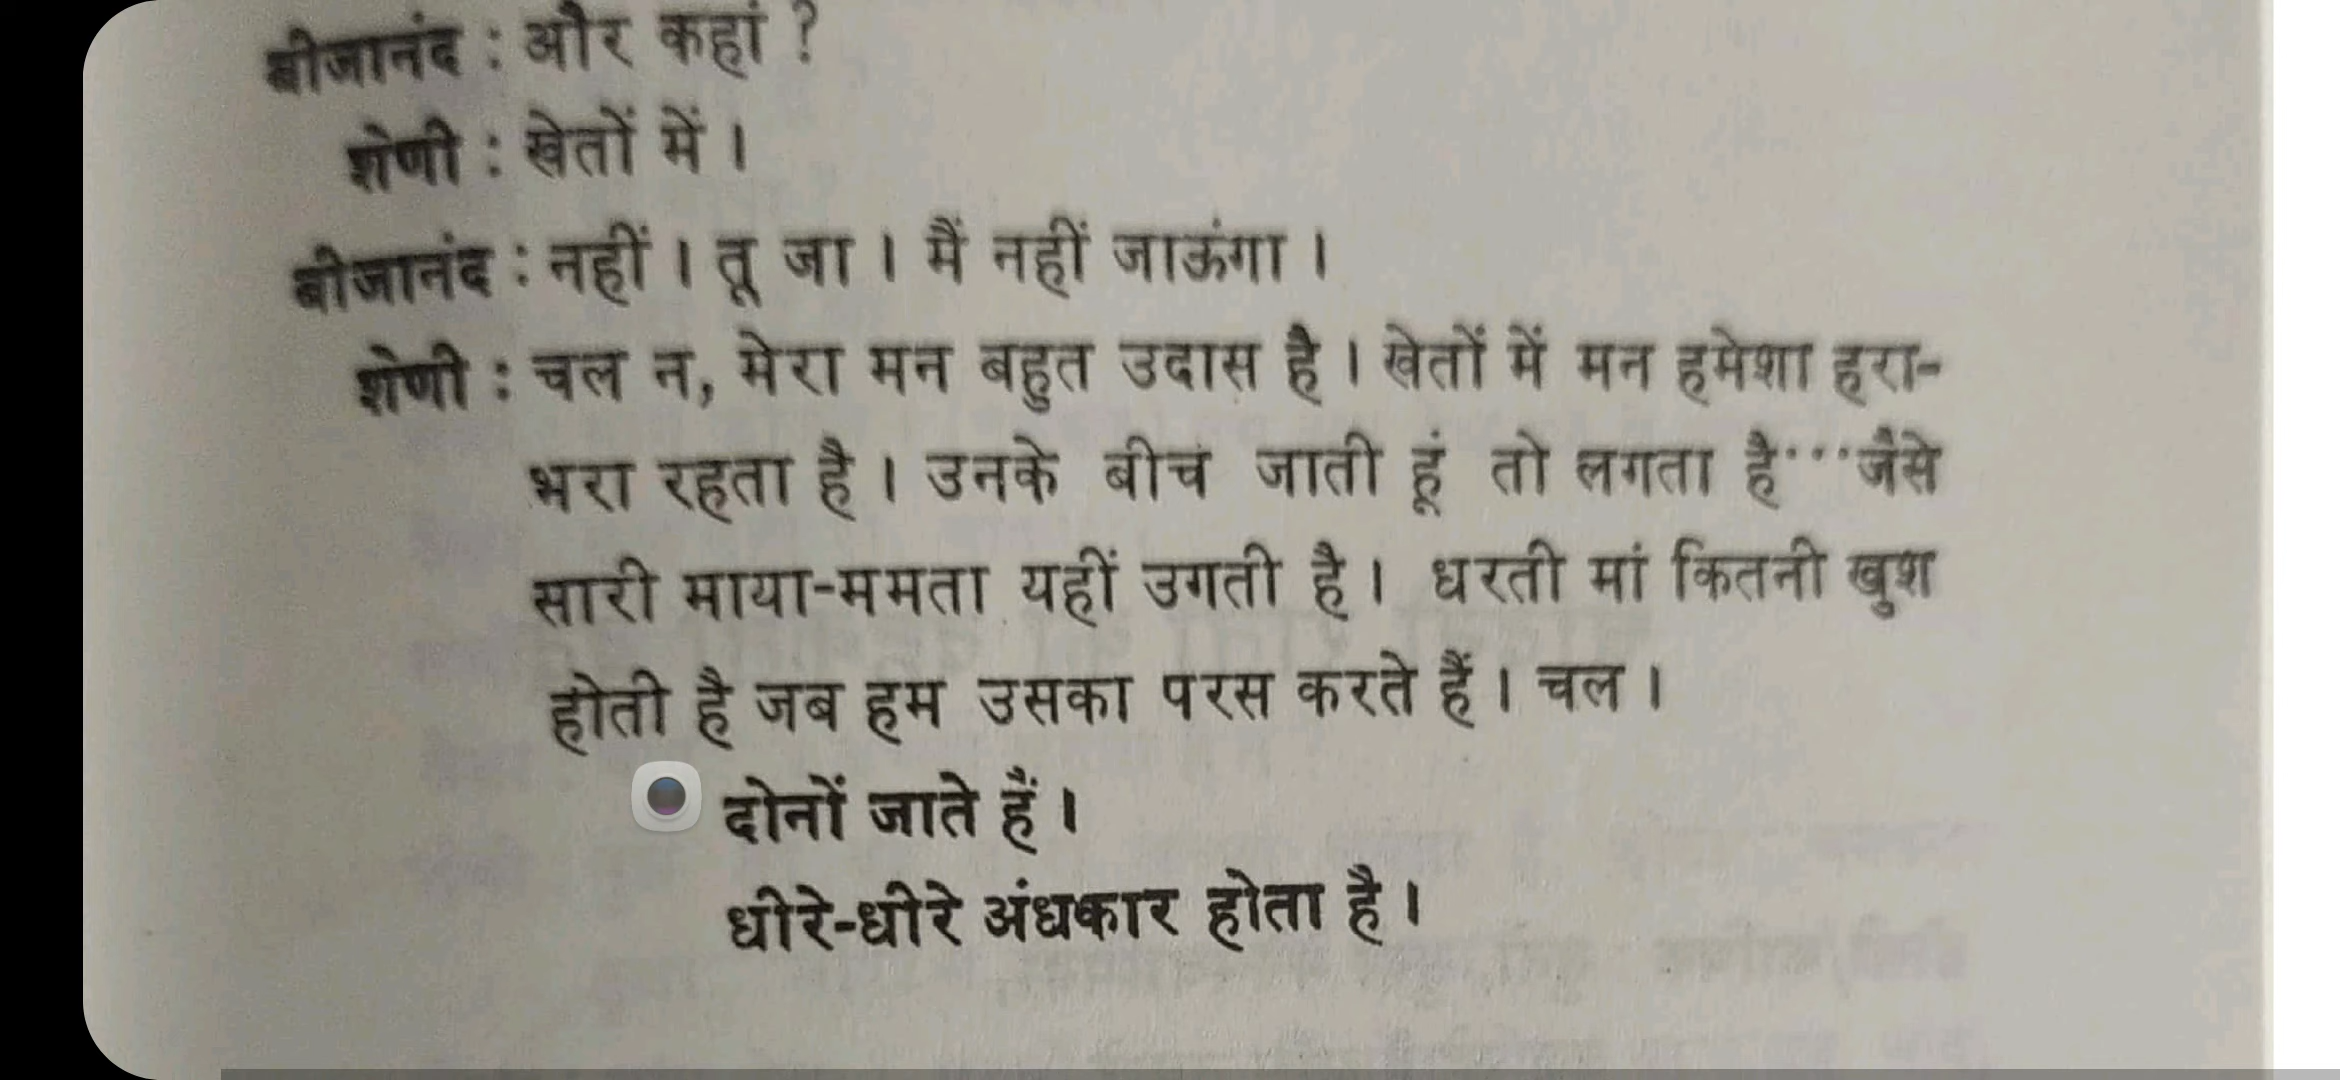 बीजानंद : और कहां ?
शेणी : खेतों में ।
बीजानंद : नहीं । तू जा । मैं नहीं जाऊंगा ।
शेणी : चल न, मेरा मन बहुत उदास है । खेतों में मन हमेशा हरा-
भरा रहता है । उनके बीच जाती हूं तो लगता है···जैसे
सारी माया-ममता यहीं उगती है । धरती मां कितनी खुश
होती है जब हम उसका परस करते हैं । चल ।
दोनों जाते हैं ।
धीरे-धीरे अंधकार होता है ।